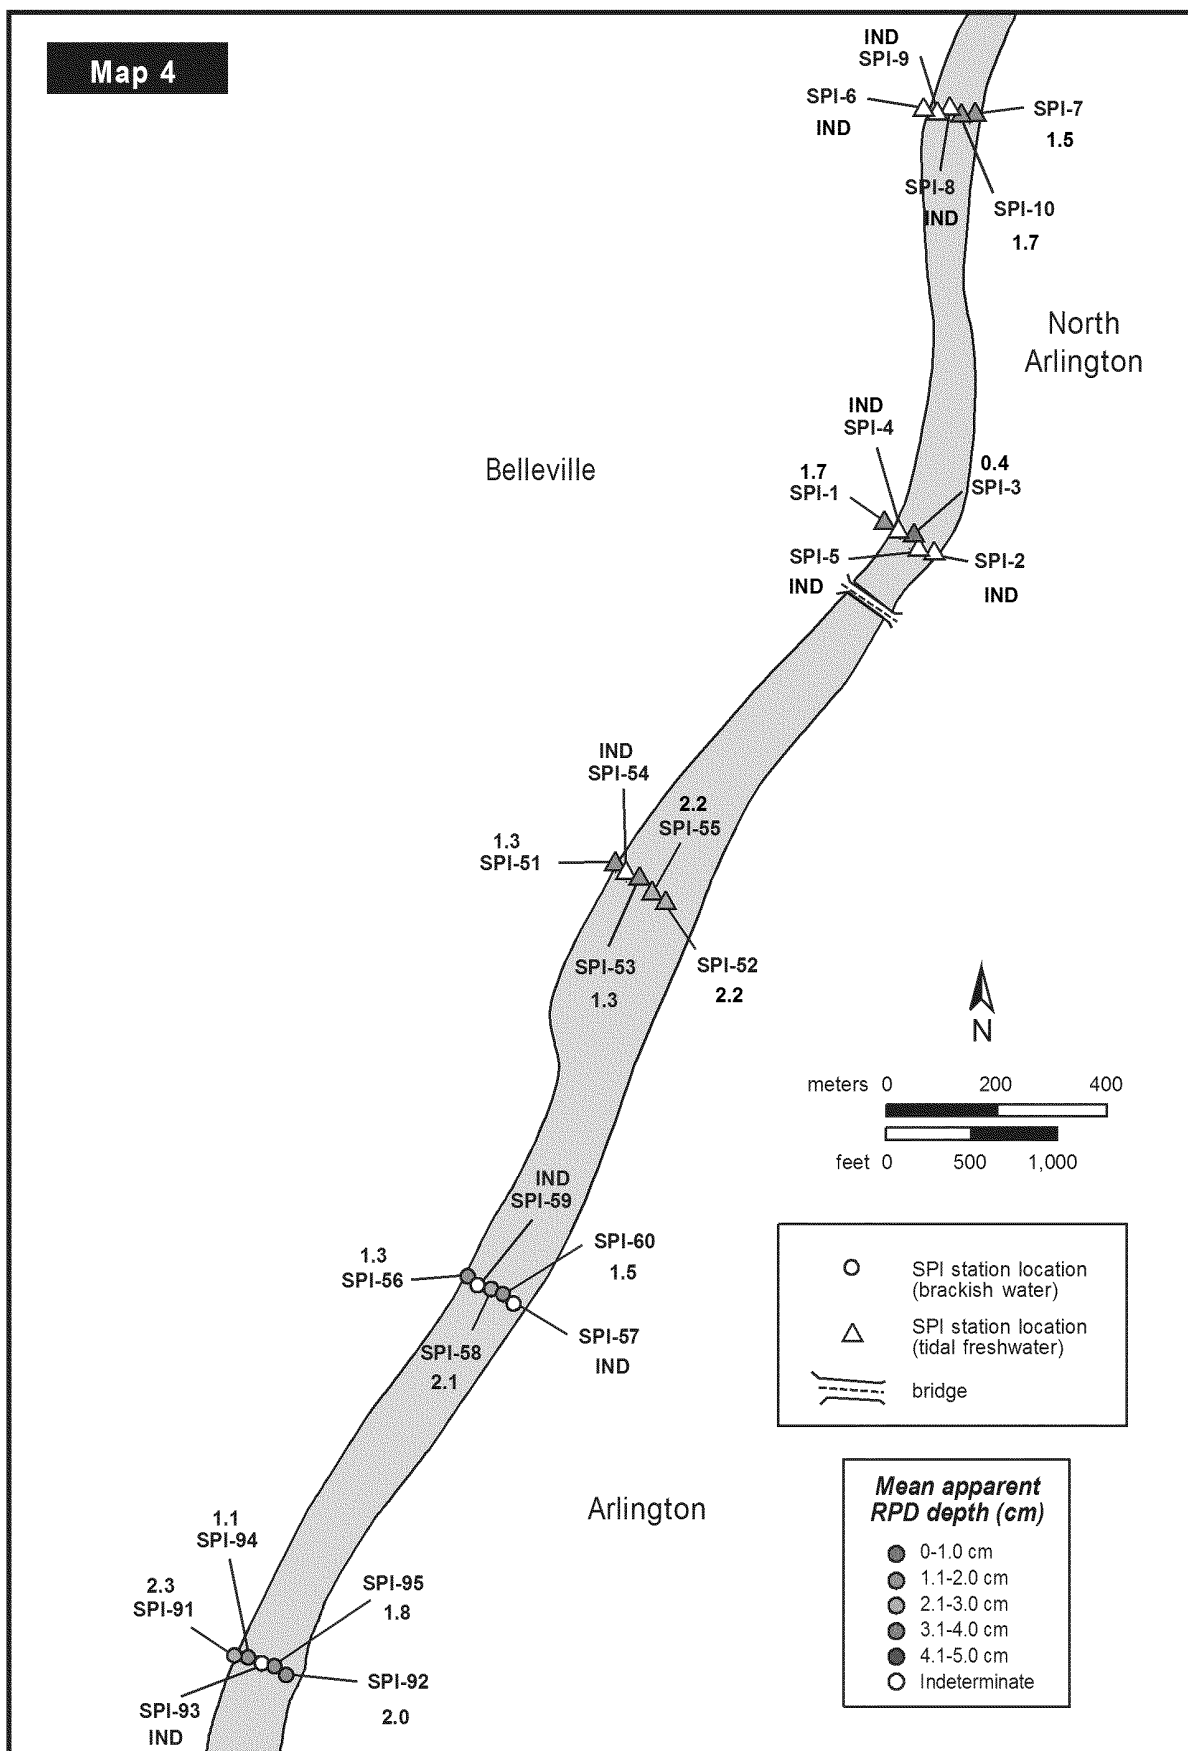 Map 4
IND
SPI-9
SPI-6
IND
SPI-7
1.5
SPI-8
IND
SPI-10
1.7
North
Arlington
IND
SPI-4
1.7
SPI-1
0.4
SPI-3
Belleville
SPI-5
IND
SPI-2
IND
IND
SPI-54
2.2
SPI-55
1.3
SPI-51
SPI-53
1.3
SPI-52
2.2
N
meters 0 200 400
feet 0 500 1,000
IND
SPI-59
1.3
SPI-56
SPI-60
1.5
SPI-57
IND
SPI-58
2.1
SPI station location
(brackish water)
SPI station location
(tidal freshwater)
bridge
Arlington
Mean apparent
RPD depth (cm)
0-1.0 cm
1.1-2.0 cm
2.1-3.0 cm
3.1-4.0 cm
4.1-5.0 cm
Indeterminate
1.1
SPI-94
2.3
SPI-91
SPI-95
1.8
SPI-92
2.0
SPI-93
IND